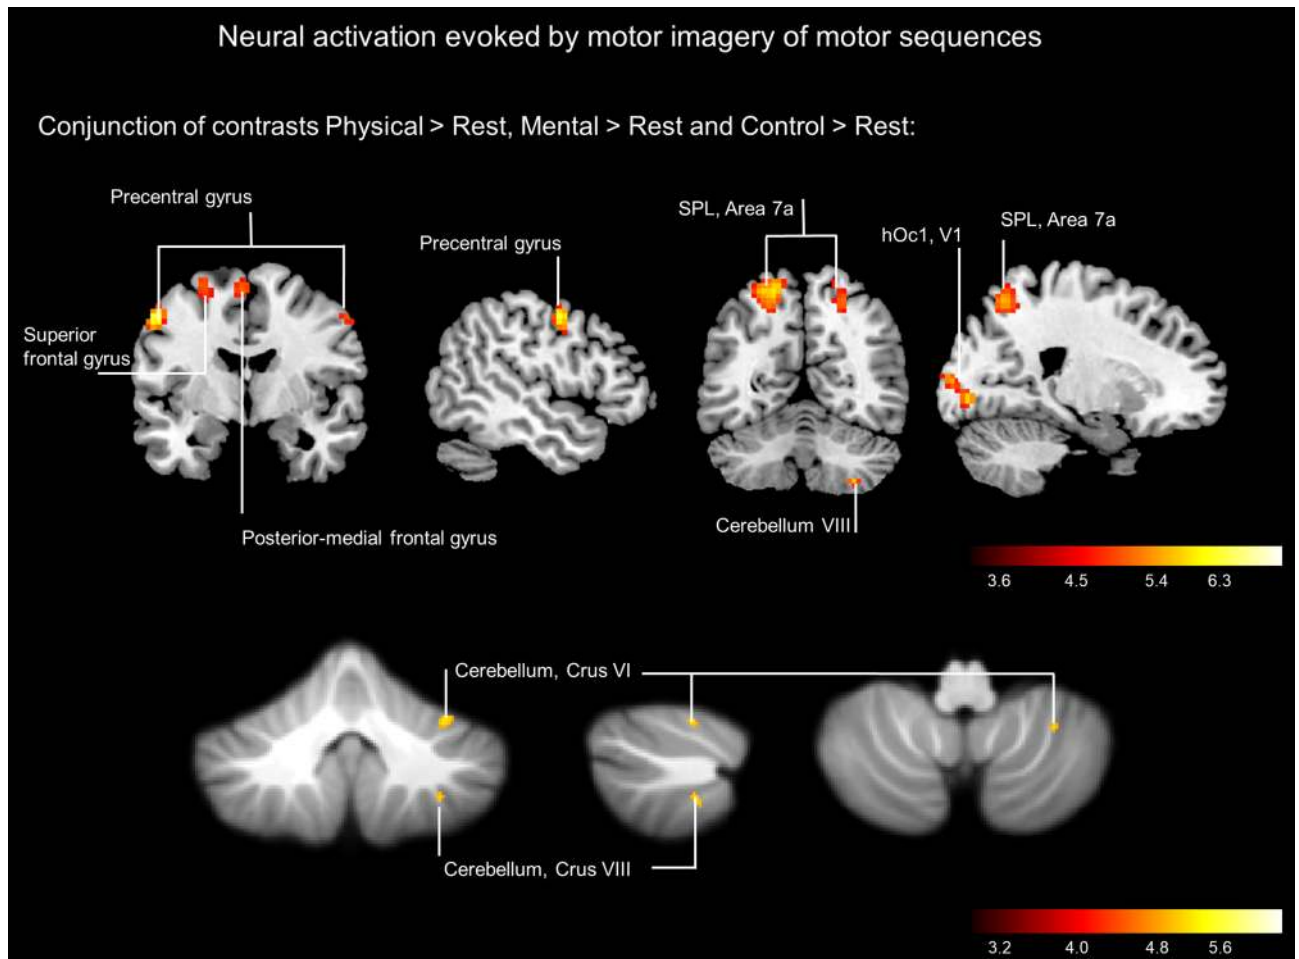 Neural activation evoked by motor imagery of motor sequences
Conjunction of contrasts Physical > Rest, Mental > Rest and Control > Rest:
Precentral gyrus
Precentral gyrus
SPL, Area 7a
hOc1, V1
SPL, Area 7a
Superior
frontal gyrus
Posterior-medial frontal gyrus
Cerebellum VIII
3.6 4.5 5.4 6.3
Cerebellum, Crus VI
Cerebellum, Crus VIII
3.2 4.0 4.8 5.6